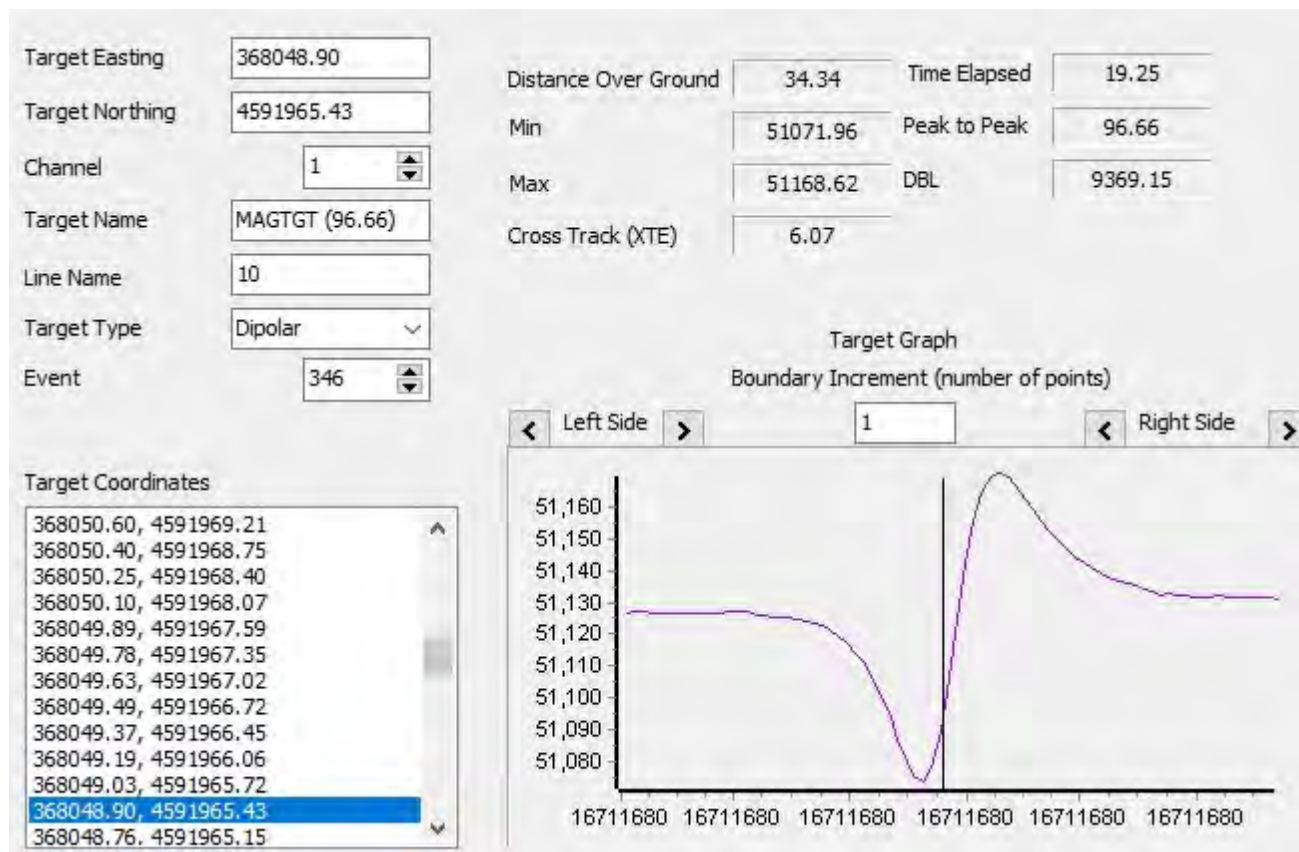 Target Easting 368048.90
Target Northing 4591965.43
Channel 1
Target Name MAGTGT (96.66)
Line Name 10
Target Type Dipolar
Event 346
Distance Over Ground 34.34 Time Elapsed 19.25
Min 51071.96 Peak to Peak 96.66
Max 51168.62 DBL 9369.15
Cross Track (XTE) 6.07
Target Coordinates
368050.60, 4591969.21
368050.40, 4591968.75
368050.25, 4591968.40
368050.10, 4591968.07
368049.89, 4591967.59
368049.78, 4591967.35
368049.63, 4591967.02
368049.49, 4591966.72
368049.37, 4591966.45
368049.19, 4591966.06
368049.03, 4591965.72
368048.90, 4591965.43
368048.76, 4591965.15
Target Graph
Boundary Increment (number of points)
Left Side 1 Right Side
51,160
51,150
51,140
51,130
51,120
51,110
51,100
51,090
51,080
16711680 16711680 16711680 16711680 16711680 16711680